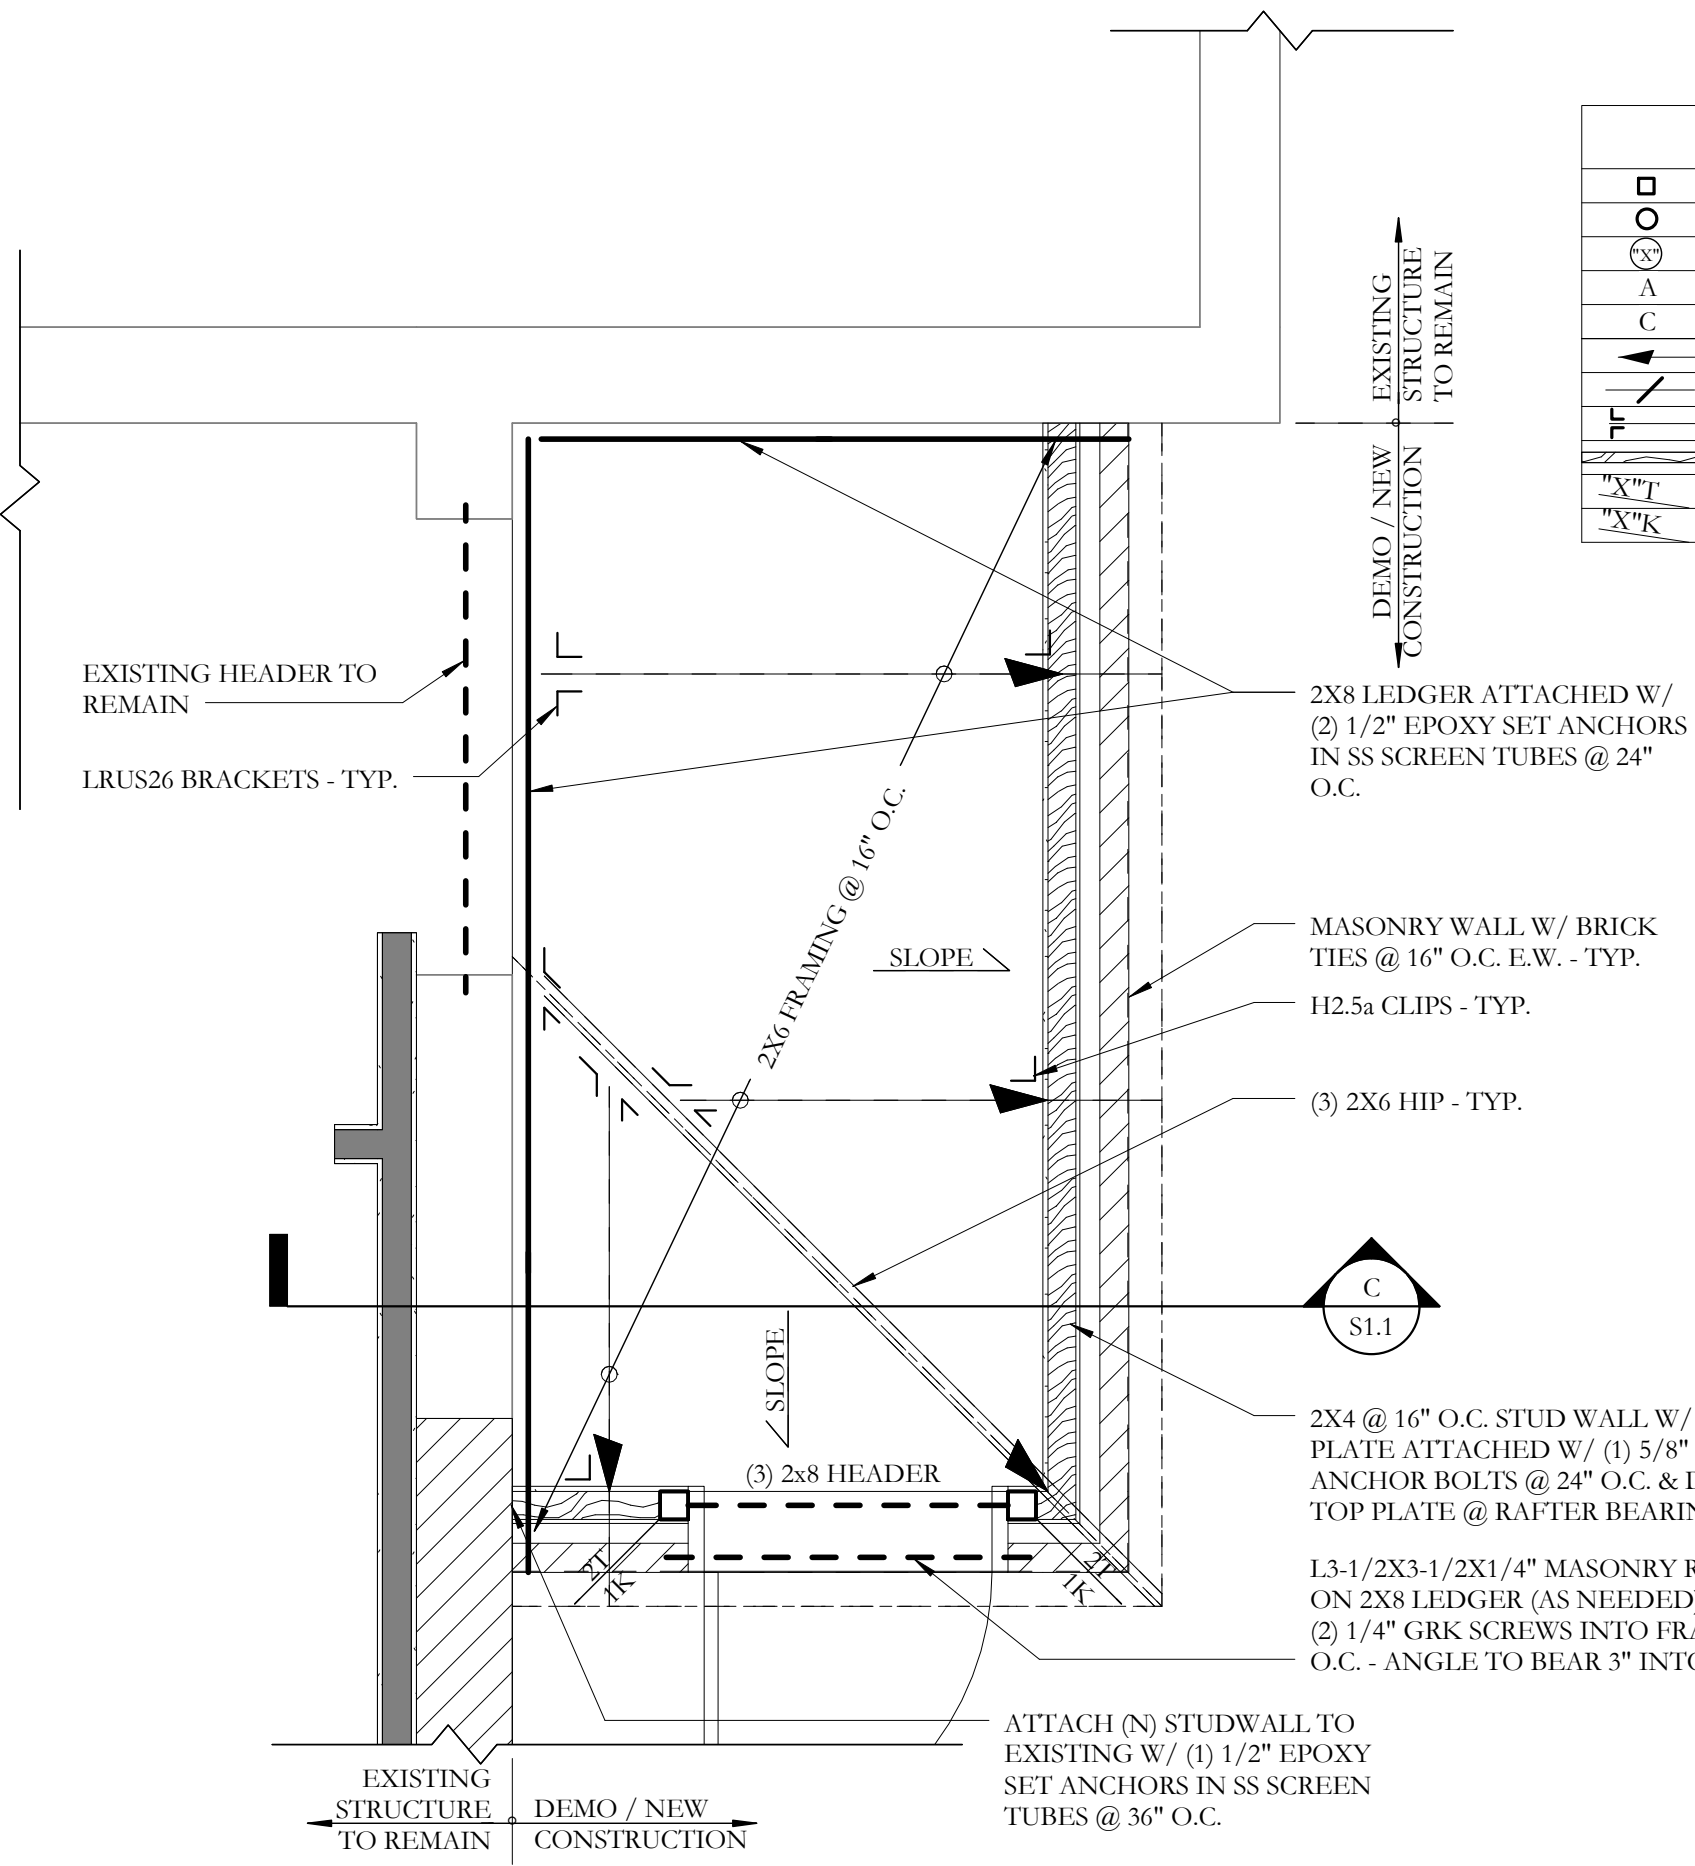 "X"
A
C
"X"T
"X"K
EXISTING
STRUCTURE
TO REMAIN
DEMO / NEW
CONSTRUCTION
EXISTING HEADER TO
REMAIN
LRUS26 BRACKETS - TYP.
2X8 LEDGER ATTACHED W/
(2) 1/2" EPOXY SET ANCHORS
IN SS SCREEN TUBES @ 24"
O.C.
2X6 FRAMING @ 16" O.C.
SLOPE
MASONRY WALL W/ BRICK
TIES @ 16" O.C. E.W. - TYP.
H2.5a CLIPS - TYP.
(3) 2X6 HIP - TYP.
C
S1.1
SLOPE
(3) 2x8 HEADER
2X4 @ 16" O.C. STUD WALL W/
PLATE ATTACHED W/ (1) 5/8"
ANCHOR BOLTS @ 24" O.C. &
TOP PLATE @ RAFTER
2T
1K
2T
1K
L3-1/2X3-1/2X1/4" MASONRY
ON 2X8 LEDGER (AS NEEDED
(2) 1/4" GRK SCREWS INTO
O.C. - ANGLE TO BEAR 3"
ATTACH (N) STUDWALL TO
EXISTING W/ (1) 1/2" EPOXY
SET ANCHORS IN SS SCREEN
TUBES @ 36" O.C.
EXISTING
STRUCTURE
TO REMAIN
DEMO / NEW
CONSTRUCTION